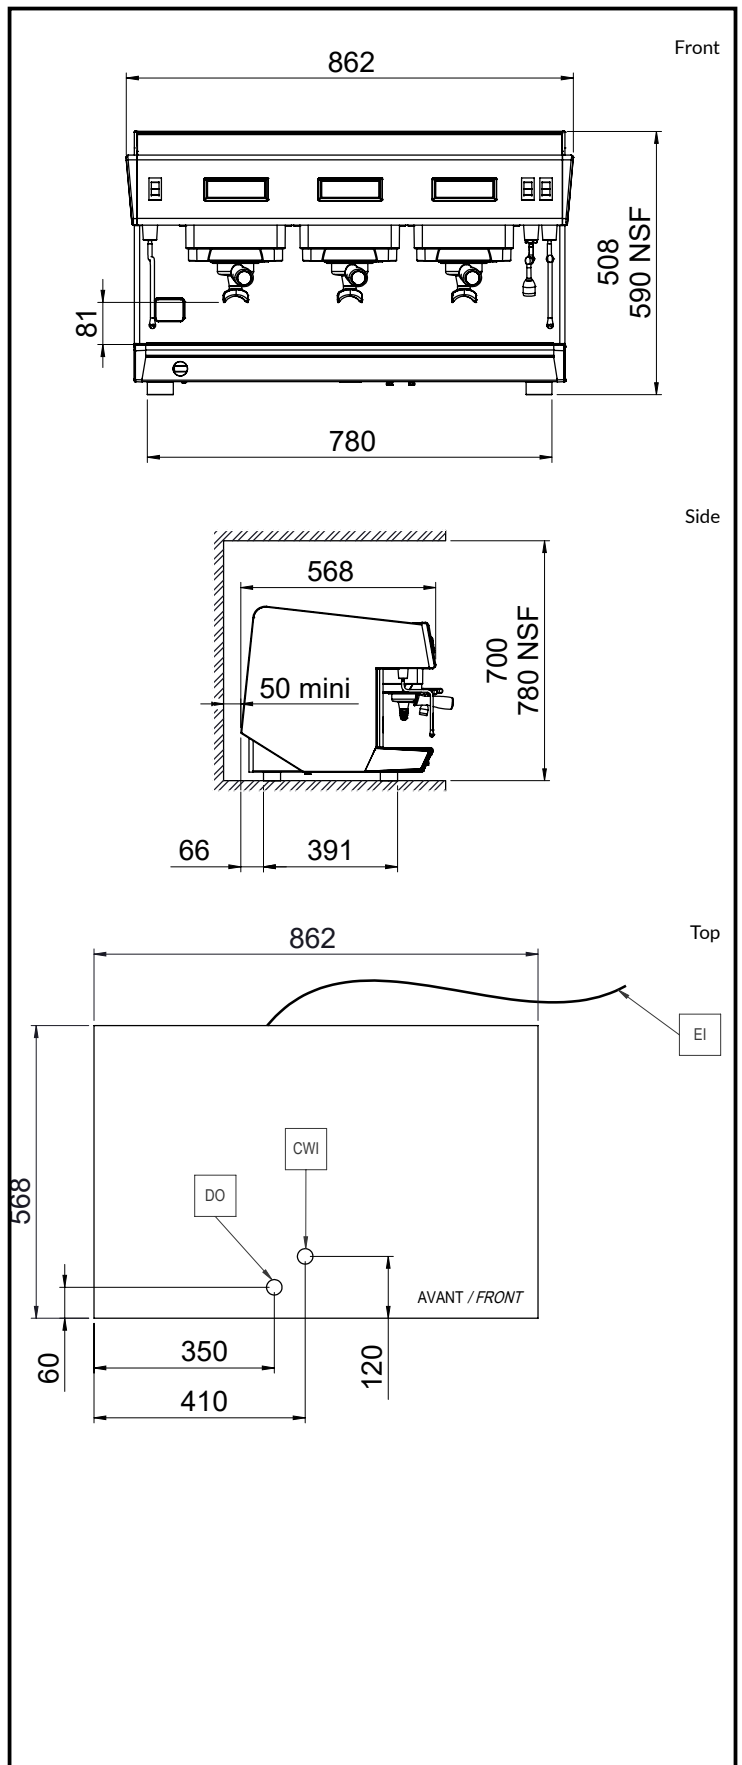 Front
862
508
590 NSF
81
780
Side
568
700
780 NSF
50 mini
66
391
Top
862
EI
CWI
DO
568
AVANT / FRONT
60
350
120
410